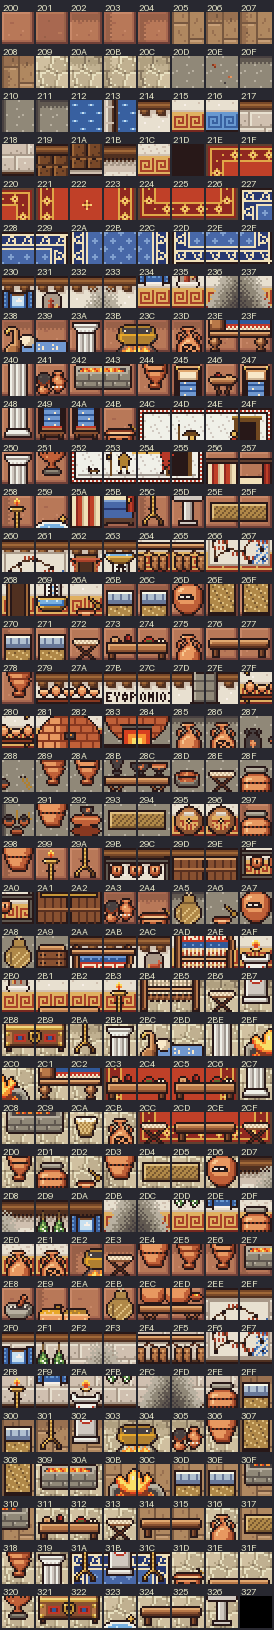 200 201 202 203 204 205 206 207
208 209 20A 20B 20C 20D 20E 20F
210 211 212 213 214 215 216 217
218 219 21A 21B 21C 21D 21E 21F
220 221 222 223 224 225 226 227
228 229 22A 22B 22C 22D 22E 22F
230 231 232 233 234 235 236 237
238 239 23A 23B 23C 23D 23E 23F
240 241 242 243 244 245 246 247
248 249 24A 24B 24C 24D 24E 24F
250 251 252 253 254 255 256 257
258 259 25A 25B 25C 25D 25E 25F
260 261 262 263 264 265 266 267
268 269 26A 26B 26C 26D 26E 26F
270 271 272 273 274 275 276 277
278 279 27A 27B 27C 27D 27E 27F
ΕΥΘΡΟΝΙΟΣ
280 281 282 283 284 285 286 287
288 289 28A 28B 28C 28D 28E 28F
290 291 292 293 294 295 296 297
298 299 29A 29B 29C 29D 29E 29F
2A0 2A1 2A2 2A3 2A4 2A5 2A6 2A7
2A8 2A9 2AA 2AB 2AC 2AD 2AE 2AF
2B0 2B1 2B2 2B3 2B4 2B5 2B6 2B7
2B8 2B9 2BA 2BB 2BC 2BD 2BE 2BF
2C0 2C1 2C2 2C3 2C4 2C5 2C6 2C7
2C8 2C9 2CA 2CB 2CC 2CD 2CE 2CF
2D0 2D1 2D2 2D3 2D4 2D5 2D6 2D7
2D8 2D9 2DA 2DB 2DC 2DD 2DE 2DF
2E0 2E1 2E2 2E3 2E4 2E5 2E6 2E7
2E8 2E9 2EA 2EB 2EC 2ED 2EE 2EF
2F0 2F1 2F2 2F3 2F4 2F5 2F6 2F7
2F8 2F9 2FA 2FB 2FC 2FD 2FE 2FF
300 301 302 303 304 305 306 307
308 309 30A 30B 30C 30D 30E 30F
310 311 312 313 314 315 316 317
318 319 31A 31B 31C 31D 31E 31F
320 321 322 323 324 325 326 327